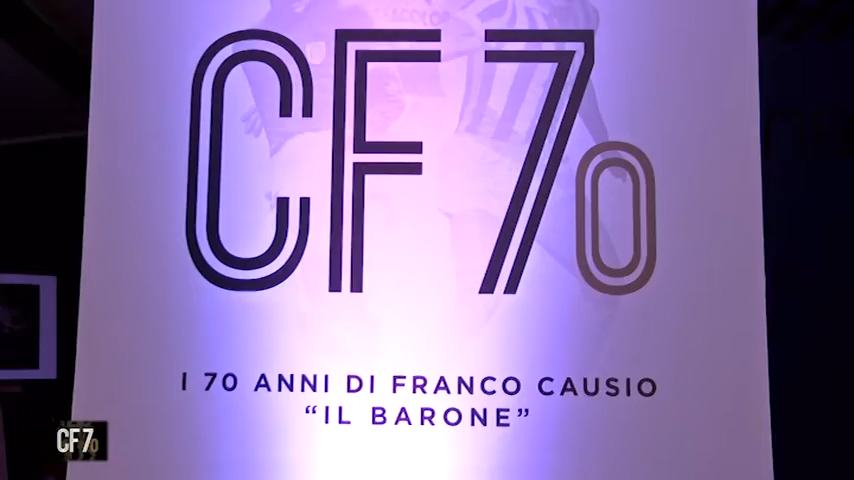 CF70
I 70 ANNI DI FRANCO CAUSIO
“IL BARONE”
CF70